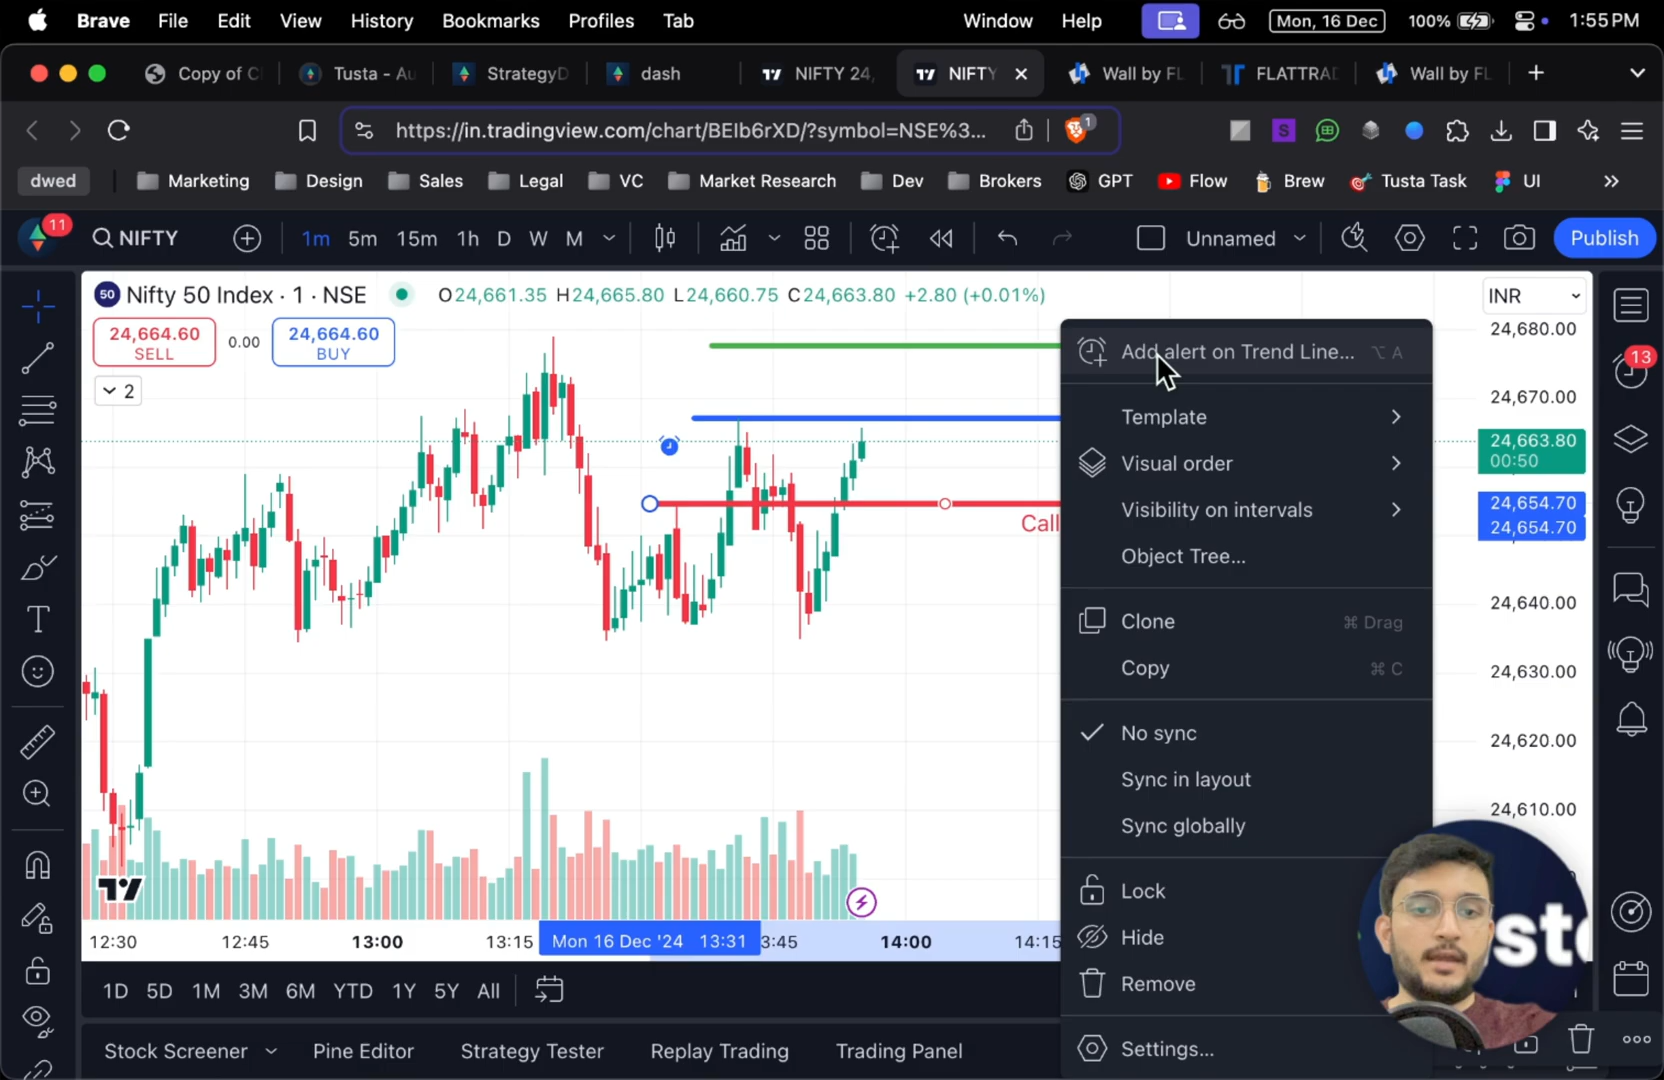 Brave File Edit View History Bookmarks Profiles Tab Window Help Mon, 16 Dec 100% 1:55 PM
Copy of C Tusta - Au StrategyD dash NIFTY 24, NIFTY Wall by FL FLATTRAD Wall by FL
https://in.tradingview.com/chart/BEIb6rXD/?symbol=NSE%3... 1
dwed Marketing Design Sales Legal VC Market Research Dev Brokers GPT Flow Brew Tusta Task UI
11 NIFTY 1m 5m 15m 1h D W M Unnamed Publish
50 Nifty 50 Index · 1 · NSE O24,661.35 H24,665.80 L24,660.75 C24,663.80 +2.80 (+0.01%) INR
24,664.60 SELL 0.00 24,664.60 BUY
2
24,680.00
13
24,670.00
24,663.80
00:50
24,654.70
24,654.70
24,640.00
24,630.00
24,620.00
24,610.00
Call
Add alert on Trend Line... ⌥ A
Template
Visual order
Visibility on intervals
Object Tree...
Clone ⌘ Drag
Copy ⌘ C
No sync
Sync in layout
Sync globally
Lock
Hide
Remove
Settings...
12:30 12:45 13:00 13:15 Mon 16 Dec '24 13:31 3:45 14:00 14:15
1D 5D 1M 3M 6M YTD 1Y 5Y All
Stock Screener Pine Editor Strategy Tester Replay Trading Trading Panel